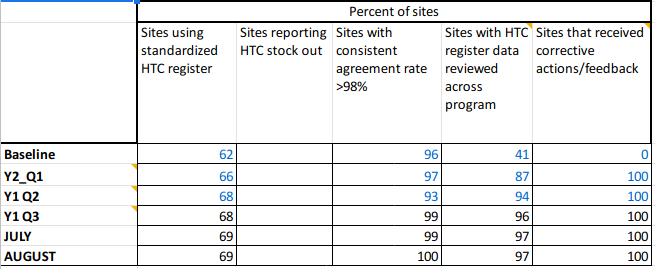 Percent of sites
Sites using standardized HTC register | Sites reporting HTC stock out | Sites with consistent agreement rate >98% | Sites with HTC register data reviewed across program | Sites that received corrective actions/feedback
Baseline 62 96 41 0
Y2_Q1 66 97 87 100
Y1 Q2 68 93 94 100
Y1 Q3 68 99 96 100
JULY 69 99 97 100
AUGUST 69 100 97 100